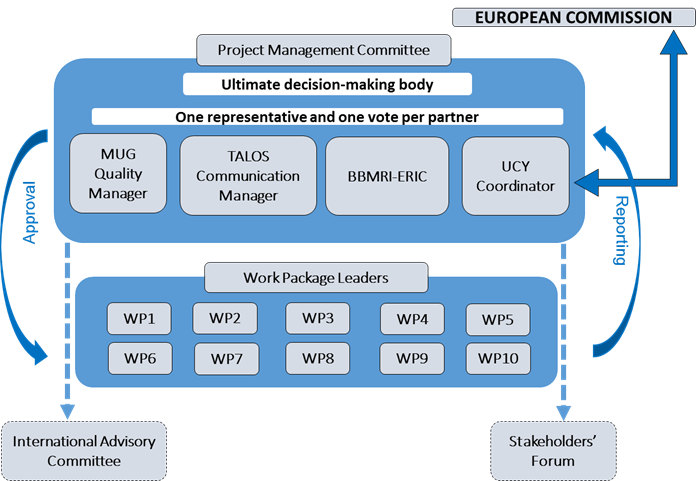 EUROPEAN COMMISSION
Project Management Committee
Ultimate decision-making body
One representative and one vote per partner
MUG
Quality
Manager
TALOS
Communication
Manager
BBMRI-ERIC
UCY
Coordinator
Approval
Reporting
Work Package Leaders
WP1
WP2
WP3
WP4
WP5
WP6
WP7
WP8
WP9
WP10
International Advisory
Committee
Stakeholders’
Forum